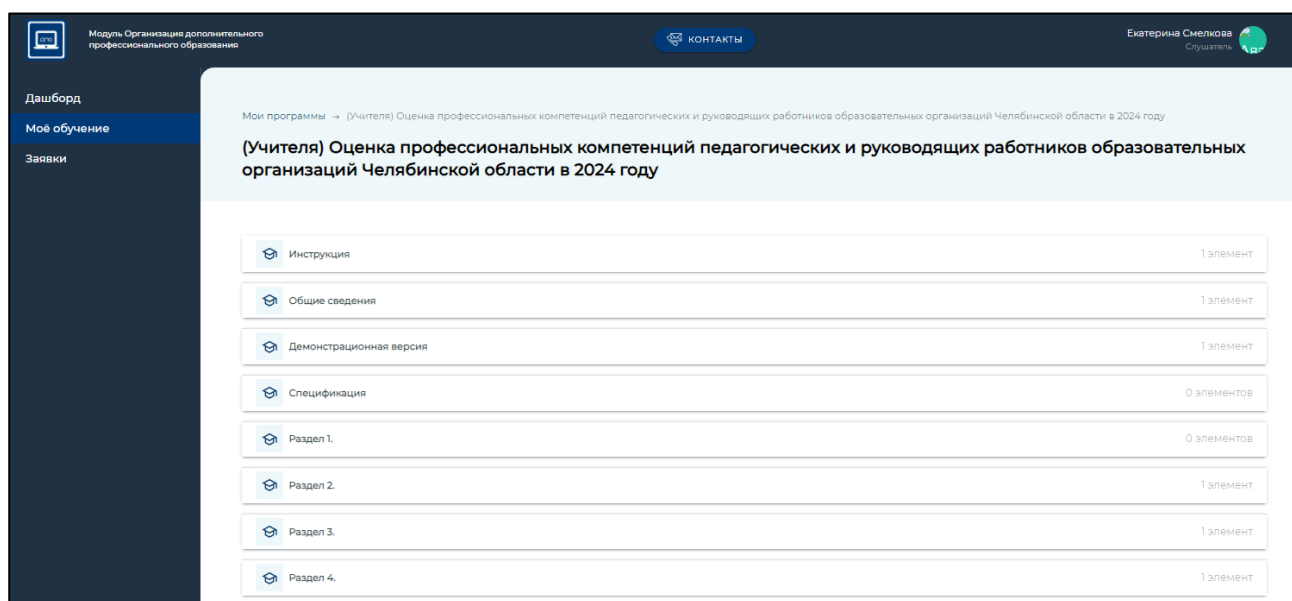 Модуль Организация дополнительного
профессионального образования
КОНТАКТЫ
Екатерина Смелкова
Слушатель
Дашборд
Моё обучение
Заявки
Мои программы → (Учителя) Оценка профессиональных компетенций педагогических и руководящих работников образовательных организаций Челябинской области в 2024 году
(Учителя) Оценка профессиональных компетенций педагогических и руководящих работников образовательных
организаций Челябинской области в 2024 году
Инструкция 1 элемент
Общие сведения 1 элемент
Демонстрационная версия 1 элемент
Спецификация 0 элементов
Раздел 1. 0 элементов
Раздел 2. 1 элемент
Раздел 3. 1 элемент
Раздел 4. 1 элемент